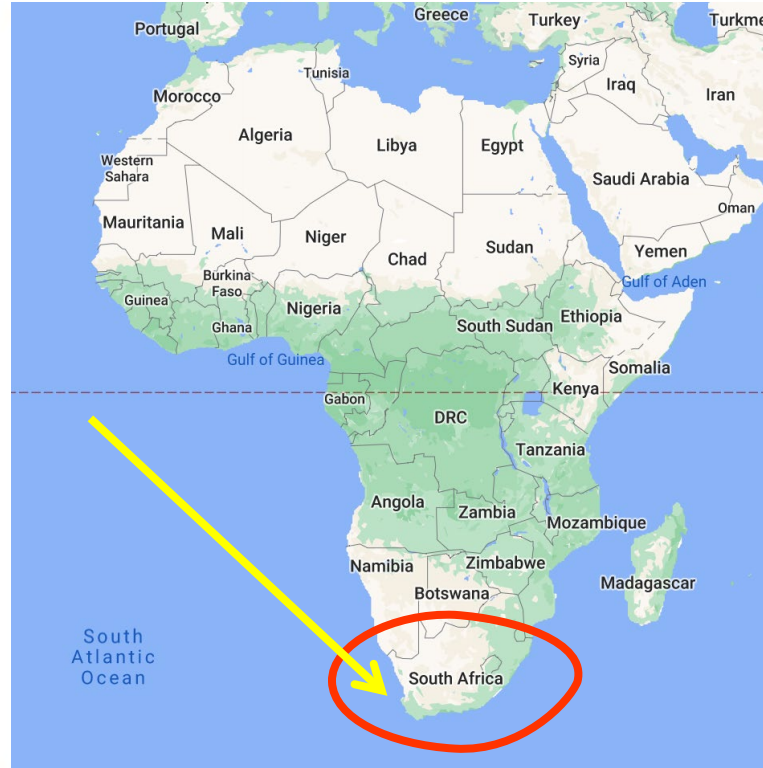 Greece
Turkey
Turkme
Portugal
Syria
Tunisia
Iraq
Iran
Morocco
Algeria
Libya
Egypt
Western
Sahara
Saudi Arabia
Oman
Mauritania
Mali
Niger
Chad
Sudan
Yemen
Burkina
Faso
Gulf of Aden
Guinea
Nigeria
Ethiopia
Ghana
South Sudan
Gulf of Guinea
Somalia
Kenya
Gabon
DRC
Tanzania
Angola
Zambia
Mozambique
Namibia
Zimbabwe
Botswana
Madagascar
South
Atlantic
Ocean
South Africa